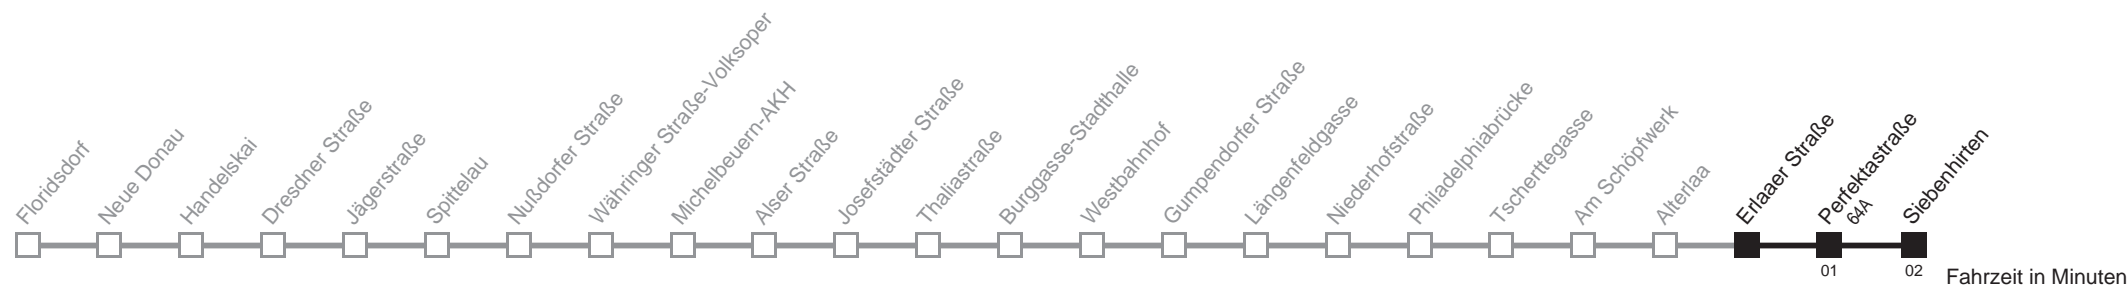 Floridsdorf
Neue Donau
Handelskai
Dresdner Straße
Jägerstraße
Spittelau
Nußdorfer Straße
Währinger Straße-Volksoper
Michelbeuern-AKH
Alser Straße
Josefstädter Straße
Thaliastraße
Burggasse-Stadthalle
Westbahnhof
Gumpendorfer Straße
Längenfeldgasse
Niederhofstraße
Philadelphiabrücke
Tscherttegasse
Am Schöpfwerk
Alterlaa
Erlaaer Straße
Perfektastraße
64A
Siebenhirten
01
02
Fahrzeit in Minuten